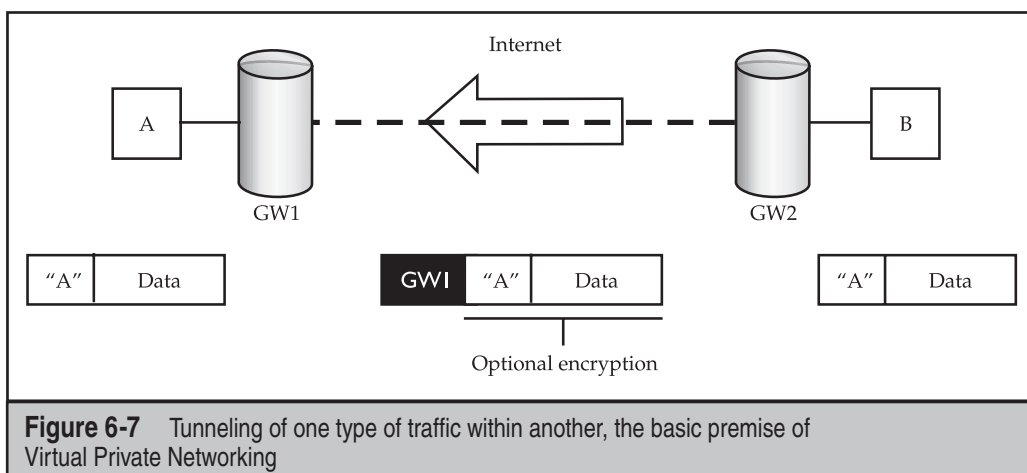 Internet
A
B
GW1
GW2
“A” Data
GW1 “A” Data
“A” Data
Optional encryption
Figure 6-7 Tunneling of one type of traffic within another, the basic premise of
Virtual Private Networking